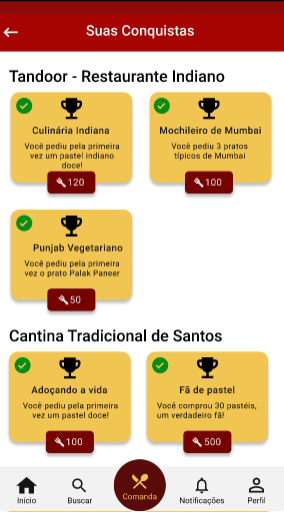 Suas Conquistas
Tandoor - Restaurante Indiano
Culinária Indiana
Você pediu pela primeira
vez um pastel indiano
doce!
120
Mochileiro de Mumbai
Você pediu 3 pratos
típicos de Mumbai
100
Punjab Vegetariano
Você pediu pela primeira
vez o prato Palak Paneer
50
Cantina Tradicional de Santos
Adoçando a vida
Você pediu pela primeira
vez um pastel doce!
100
Fã de pastel
Você comprou 30 pastéis,
um verdadeiro fã!
500
Início
Buscar
Comanda
Notificações
Perfil